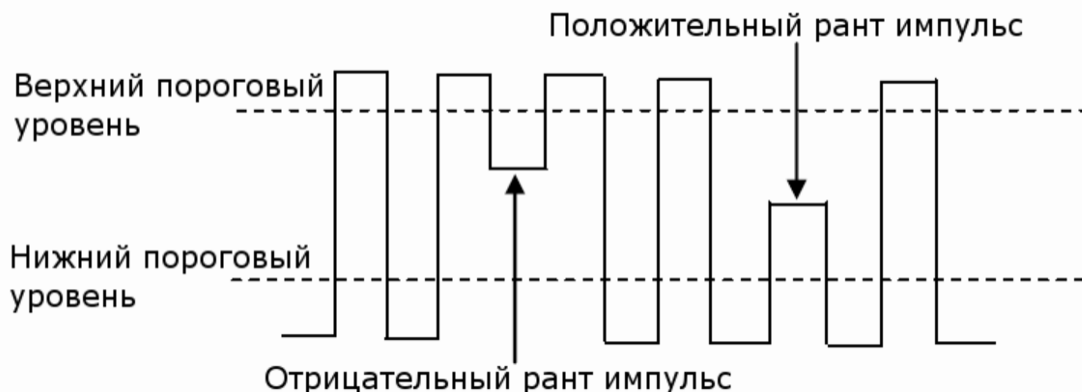 Положительный рант импульс
Верхний пороговый
уровень
Нижний пороговый
уровень
Отрицательный рант импульс